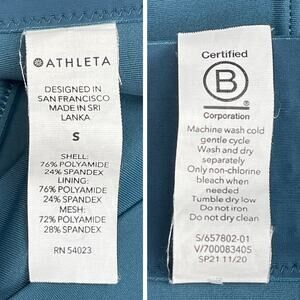 ATHLETA
DESIGNED IN
SAN FRANCISCO
MADE IN SRI
LANKA
S
SHELL:
76% POLYAMIDE
24% SPANDEX
LINING:
76% POLYAMIDE
24% SPANDEX
MESH:
72% POLYAMIDE
28% SPANDEX
RN 54023
Certified
B
Corporation
Machine wash cold
gentle cycle
Wash and dry
separately
Only non-chlorine
bleach when
needed
Tumble dry low
Do not iron
Do not dry clean
S/657802-01
V/700083405
SP21 11/20